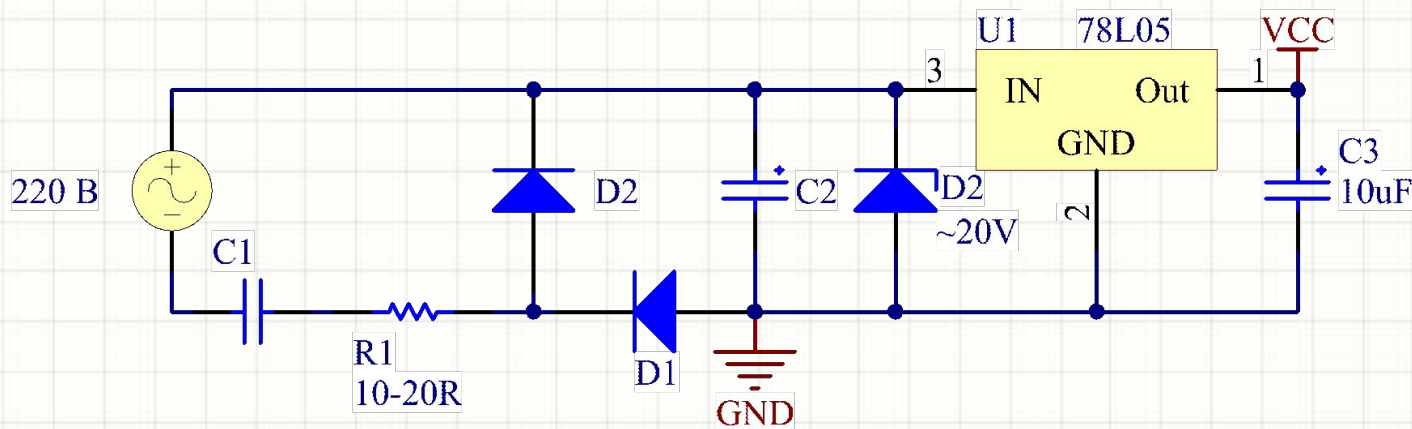 U1
78L05
VCC
3
IN
Out
1
GND
2
220 В
D2
C2
D2
~20V
C3
10uF
C1
R1
10-20R
D1
GND